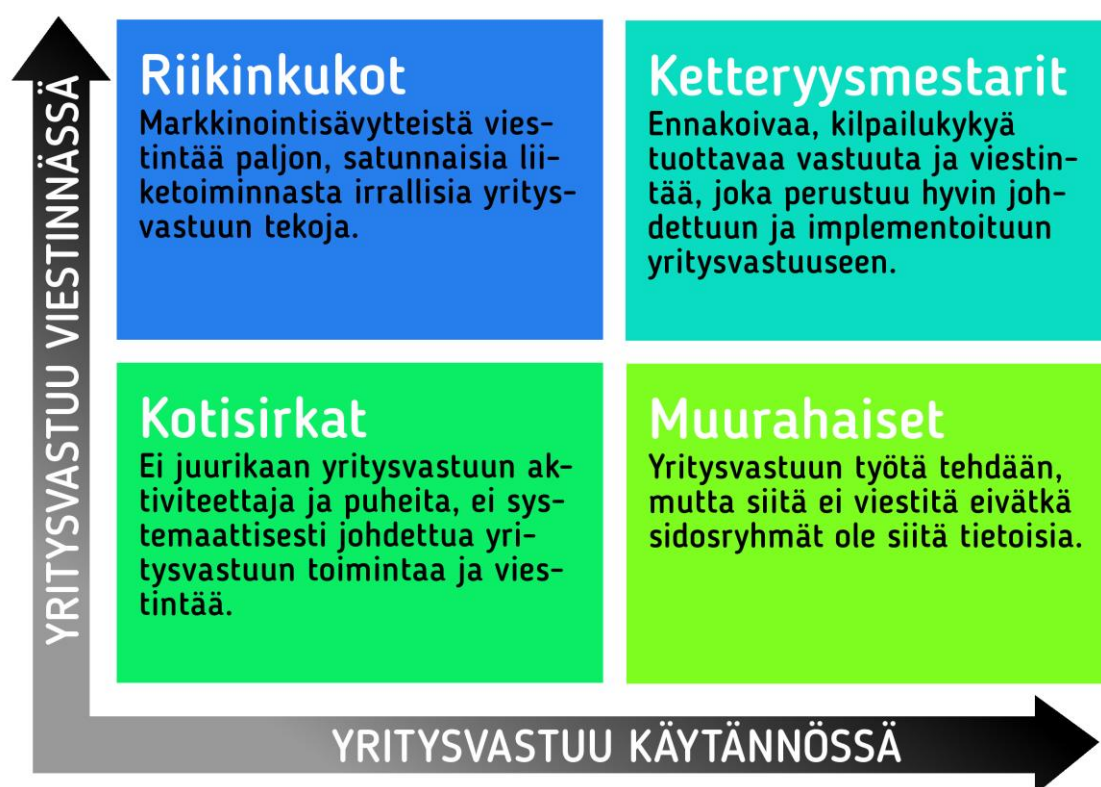 YRITYSVASTUU VIESTINNÄSSÄ
Riikinkukot
Markkinointisävytteistä vies-
tintää paljon, satunnaisia lii-
ketoiminnasta irrallisia yritys-
vastuun tekoja.
Ketteryysmestarit
Ennakoivaa, kilpailukykyä
tuottavaa vastuuta ja viestin-
tää, joka perustuu hyvin joh-
dettuun ja implementoituun
yritysvastuuseen.
Kotisirkat
Ei juurikaan yritysvastuun ak-
tiviteettaja ja puheita, ei sys-
temaattisesti johdettua yri-
tysvastuun toimintaa ja vies-
tintää.
Muurahaiset
Yritysvastuun työtä tehdään,
mutta siitä ei viestitä eivätkä
sidosryhmät ole siitä tietoisia.
YRITYSVASTUU KÄYTÄNNÖSSÄ